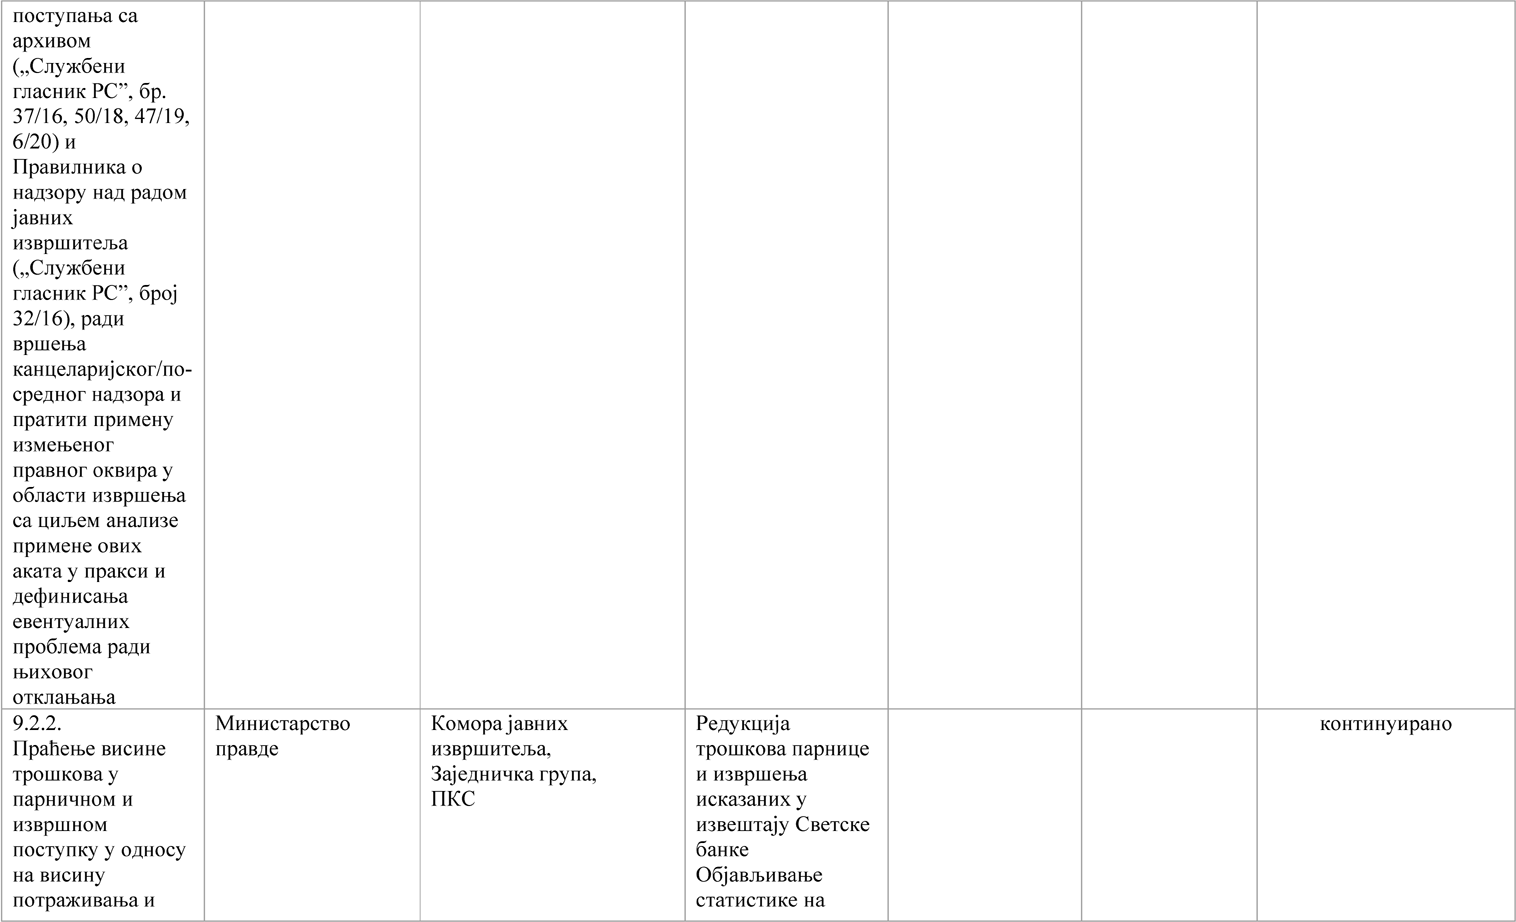 поступања са
архивом
(„Службени
гласник РС”, бр.
37/16, 50/18, 47/19,
6/20) и
Правилника о
надзору над радом
јавних
извршитеља
(„Службени
гласник РС”, број
32/16), ради
вршења
канцеларијског/по-
средног надзора и
пратити примену
измењеног
правног оквира у
области извршења
са циљем анализе
примене ових
аката у пракси и
дефинисања
евентуалних
проблема ради
њиховог
отклањања
9.2.2.
Праћење висине
трошкова у
парничном и
извршном
поступку у односу
на висину
потраживања и
Министарство
правде
Комора јавних
извршитеља,
Заједничка група,
ПКС
Редукција
трошкова парнице
и извршења
исказаних у
извештају Светске
банке
Објављивање
статистике на
континуирано